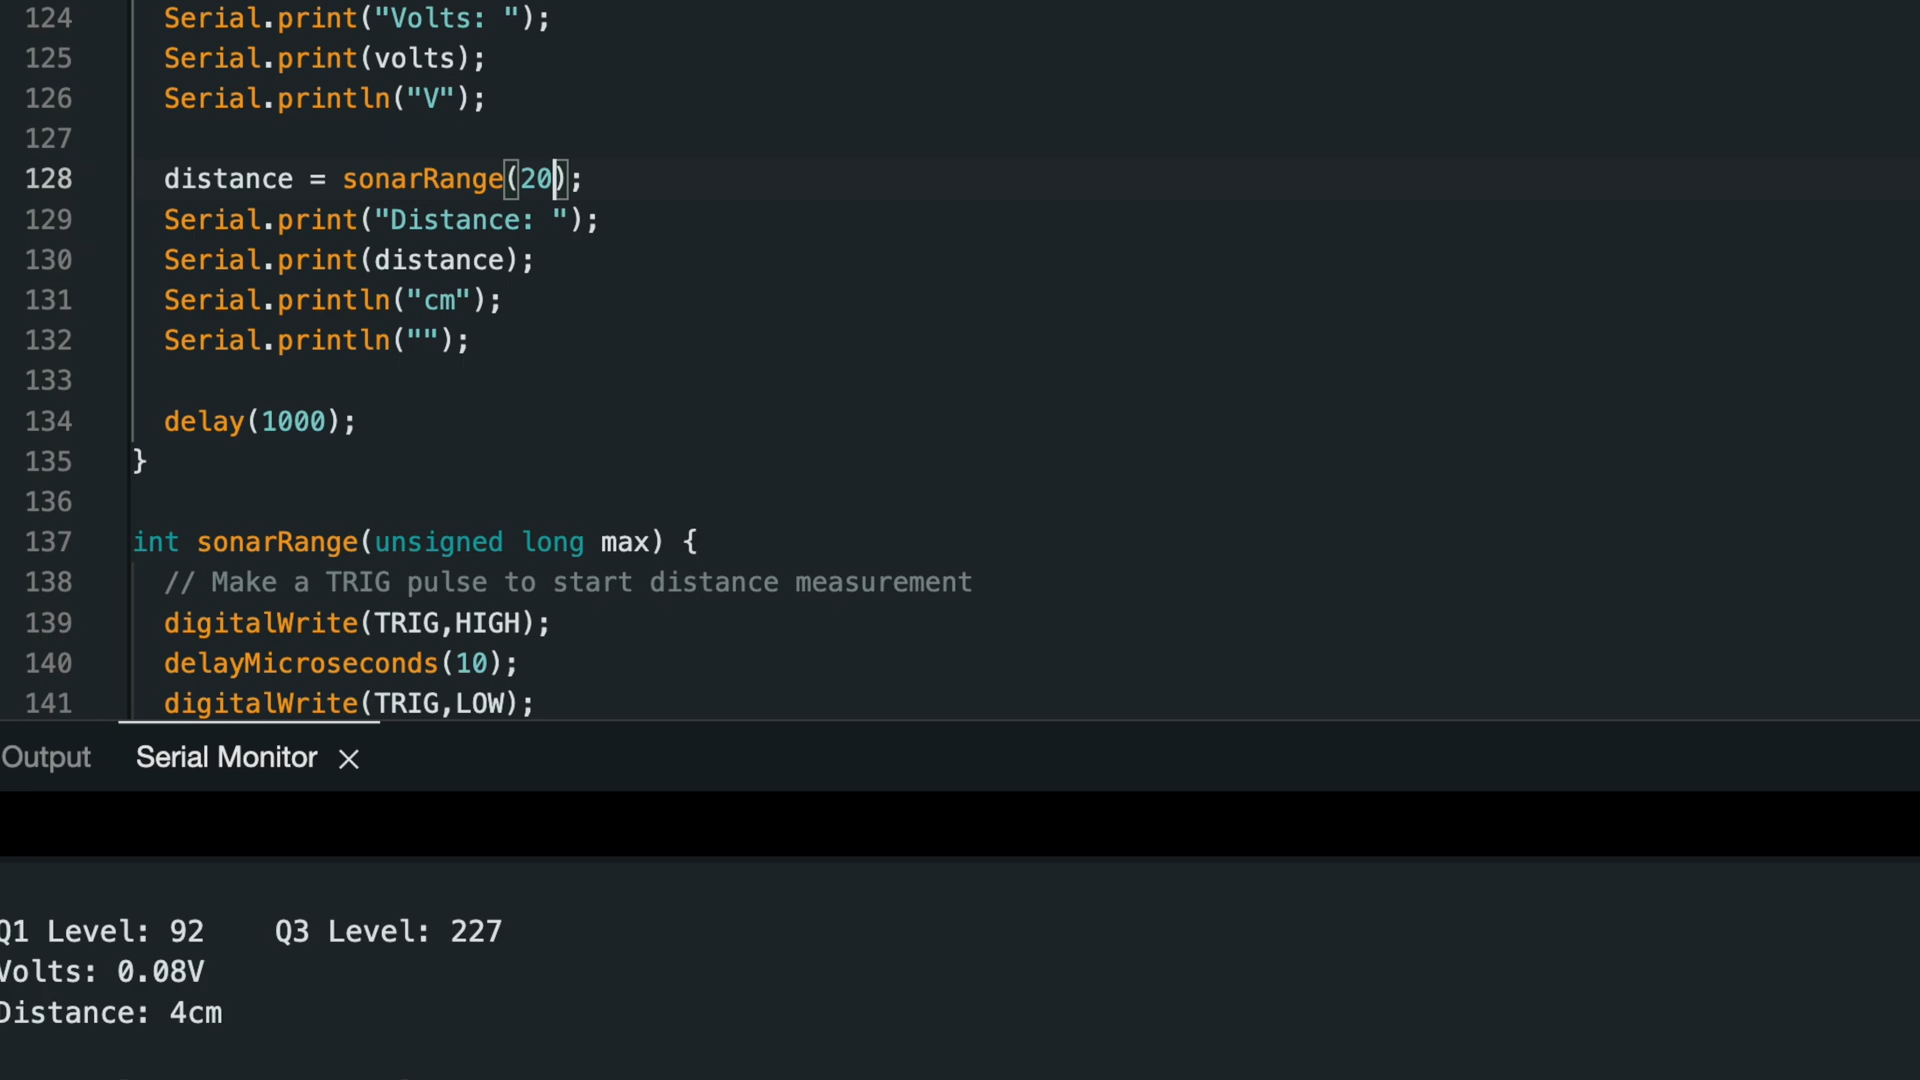 124 Serial.print("Volts: ");
125 Serial.print(volts);
126 Serial.println("V");
127
128 distance = sonarRange(20);
129 Serial.print("Distance: ");
130 Serial.print(distance);
131 Serial.println("cm");
132 Serial.println("");
133
134 delay(1000);
135 }
136
137 int sonarRange(unsigned long max) {
138 // Make a TRIG pulse to start distance measurement
139 digitalWrite(TRIG,HIGH);
140 delayMicroseconds(10);
141 digitalWrite(TRIG,LOW);
Output Serial Monitor ×
Q1 Level: 92 Q3 Level: 227
Volts: 0.08V
Distance: 4cm